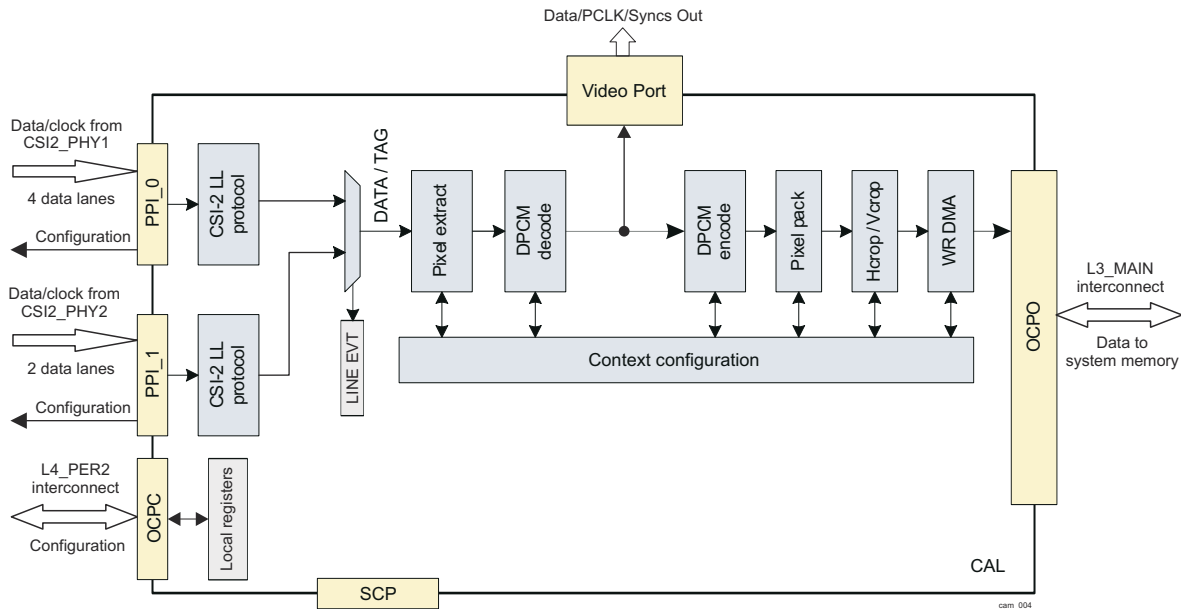 Data/PCLK/Syncs Out
Video Port
Data/clock from
CSI2_PHY1
4 data lanes
Configuration
PPI_0
CSI-2 LL
protocol
DATA / TAG
Pixel extract
DPCM
decode
DPCM
encode
Pixel pack
Hcrop / Vcrop
WR DMA
OCPO
L3_MAIN
interconnect
Data to
system memory
Data/clock from
CSI2_PHY2
2 data lanes
Configuration
PPI_1
CSI-2 LL
protocol
LINE EVT
Context configuration
L4_PER2
interconnect
Configuration
OCPC
Local registers
SCP
CAL
cam_004